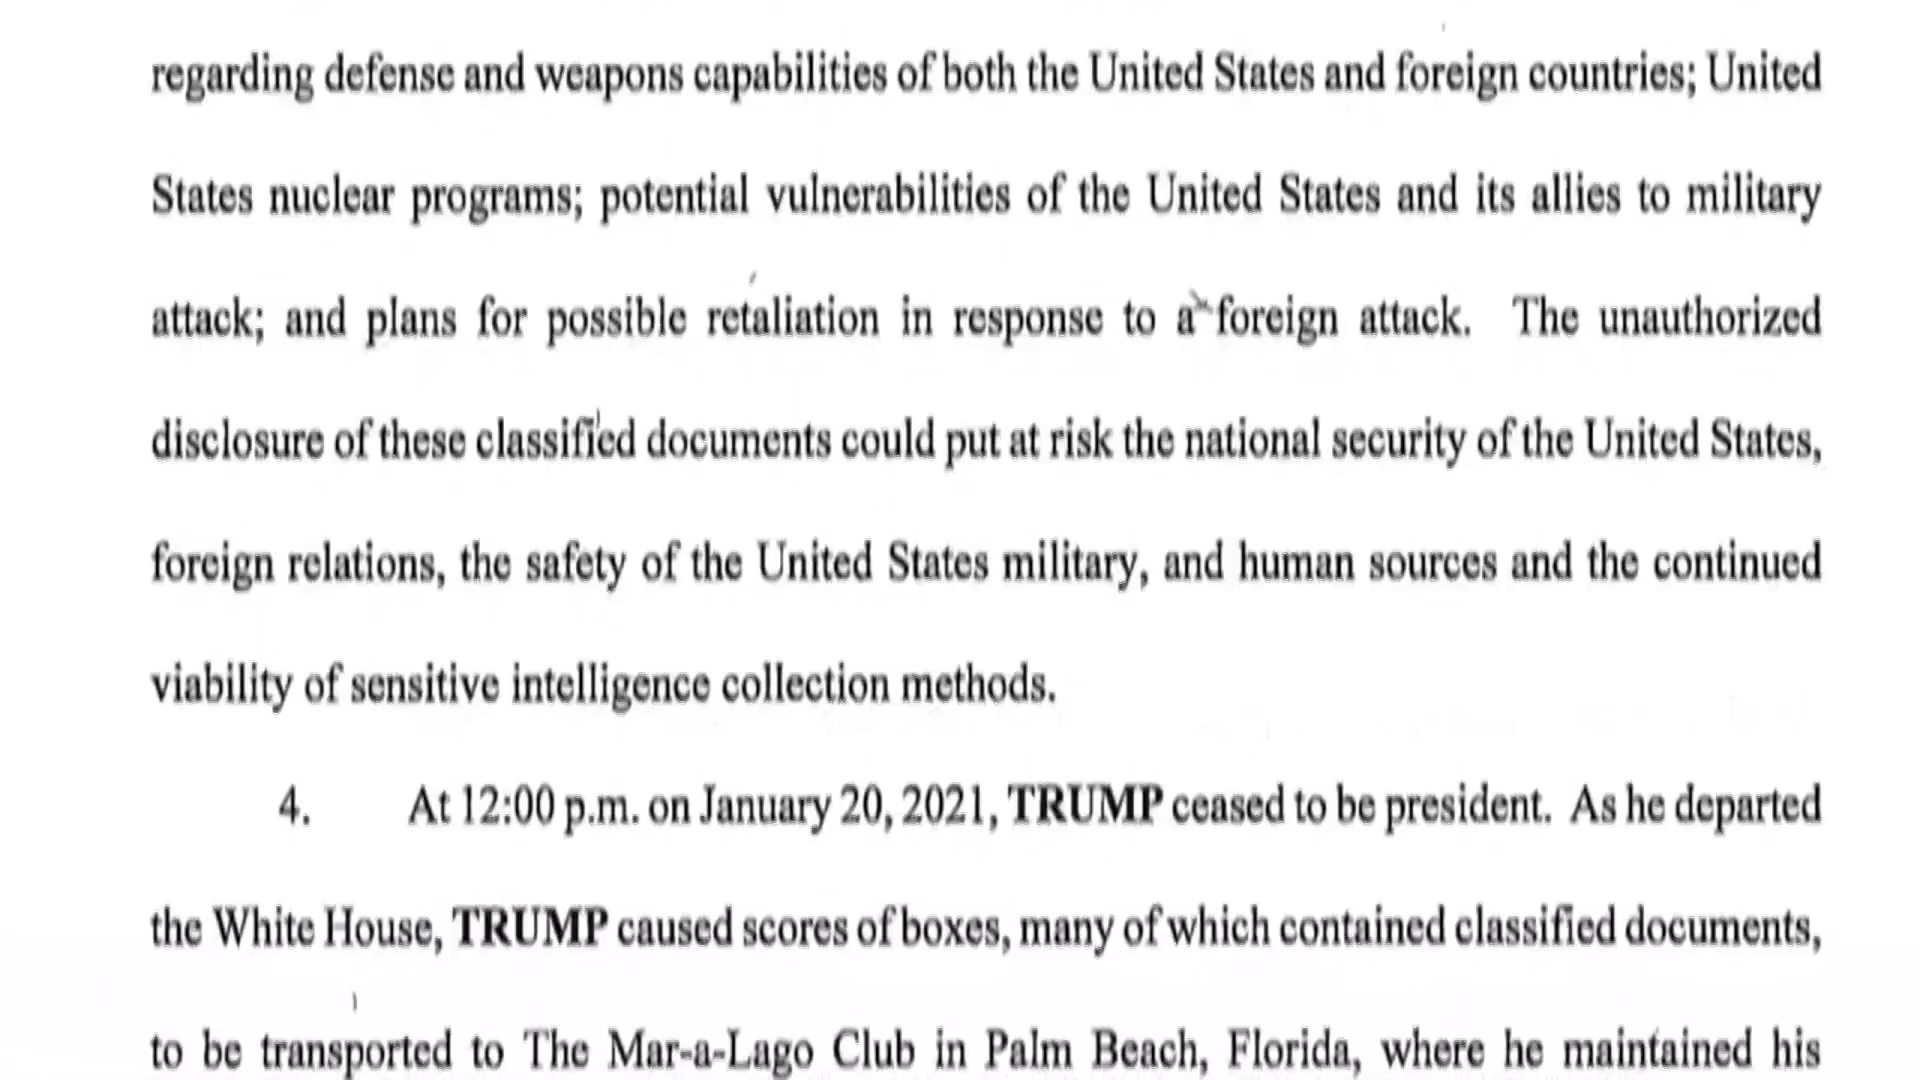 regarding defense and weapons capabilities of both the United States and foreign countries; United
States nuclear programs; potential vulnerabilities of the United States and its allies to military
attack; and plans for possible retaliation in response to a foreign attack. The unauthorized
disclosure of these classified documents could put at risk the national security of the United States,
foreign relations, the safety of the United States military, and human sources and the continued
viability of sensitive intelligence collection methods.
4. At 12:00 p.m. on January 20, 2021, TRUMP ceased to be president. As he departed
the White House, TRUMP caused scores of boxes, many of which contained classified documents,
to be transported to The Mar-a-Lago Club in Palm Beach, Florida, where he maintained his